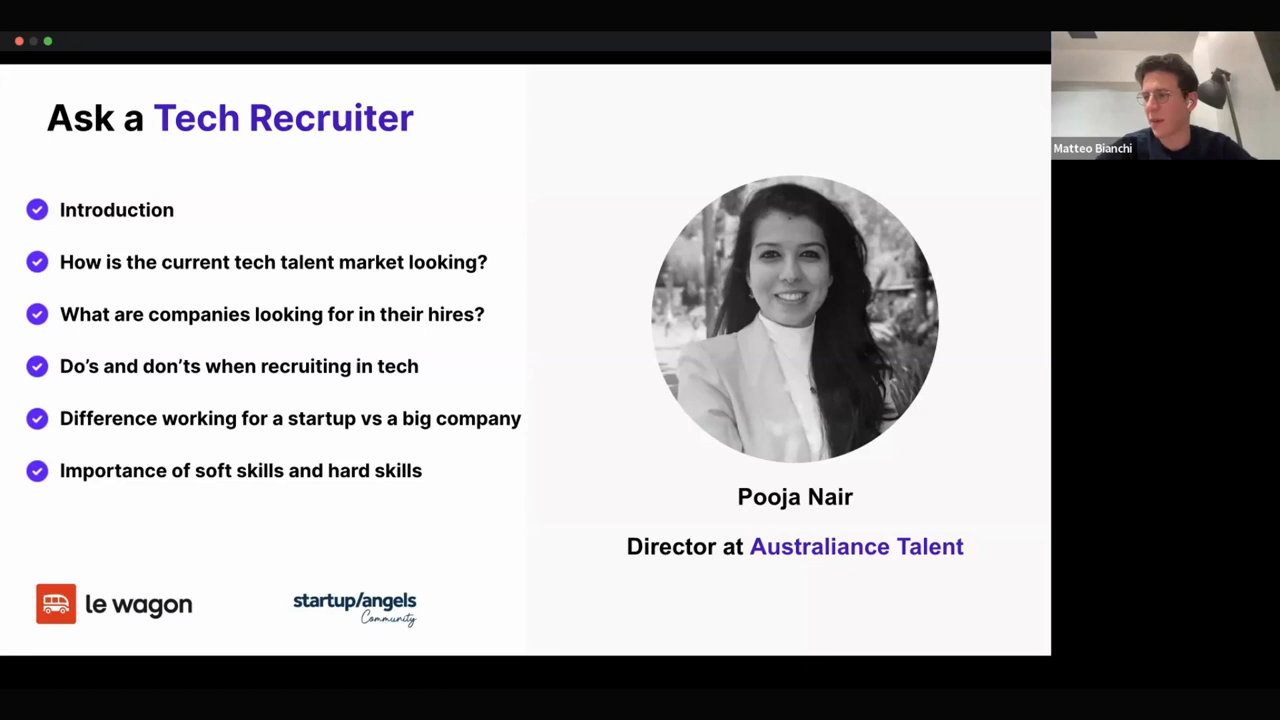 Ask a Tech Recruiter
Introduction
How is the current tech talent market looking?
What are companies looking for in their hires?
Do’s and don’ts when recruiting in tech
Difference working for a startup vs a big company
Importance of soft skills and hard skills
le wagon
startup/angels
Community
Pooja Nair
Director at Australiance Talent
Matteo Bianchi